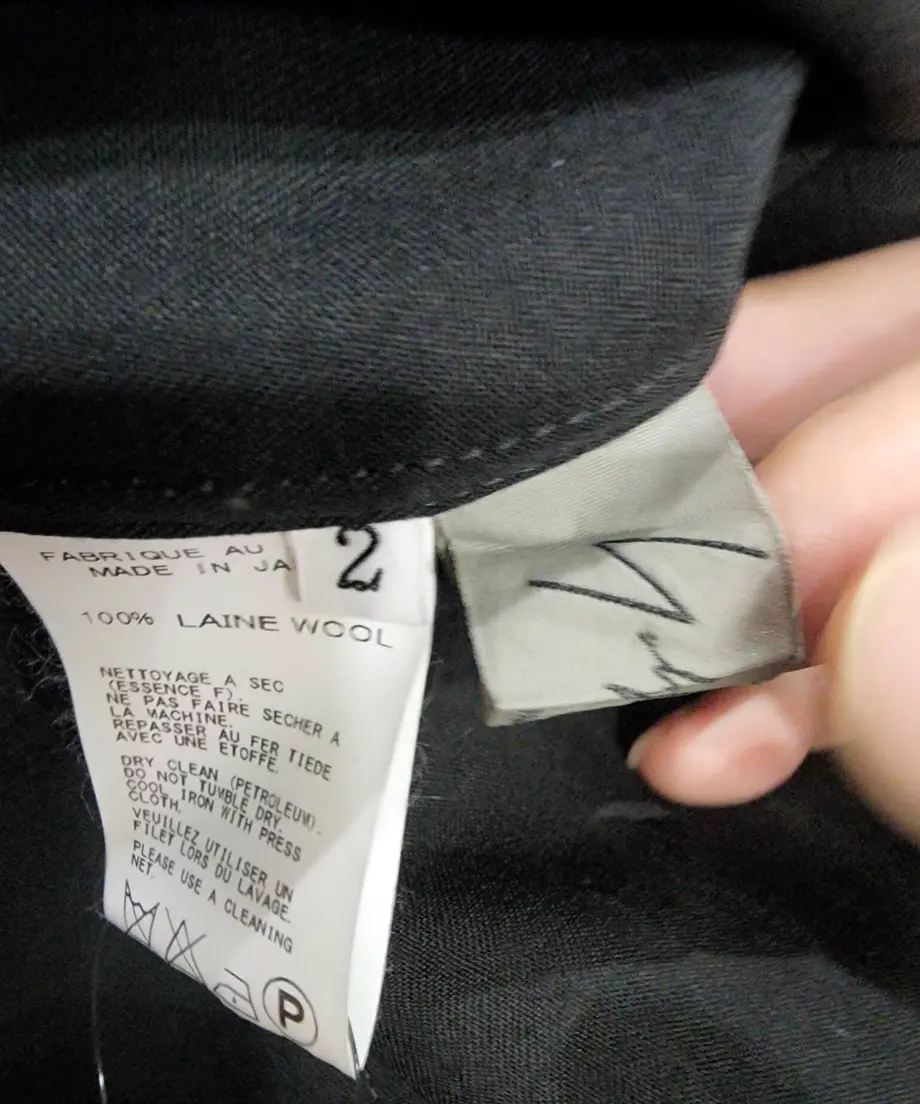 FABRIQUE AU
MADE IN JA
2
100% LAINE WOOL
NETTOYAGE A SEC
(ESSENCE F).
NE PAS FAIRE SECHER A
LA MACHINE.
REPASSER AU FER TIEDE
AVEC UNE ETOFFE.
DRY CLEAN (PETROLEUM).
DO NOT TUMBLE DRY.
COOL IRON WITH PRESS
CLOTH.
VEUILLEZ UTILISER UN
FILET LORS DU LAVAGE.
PLEASE USE A CLEANING
NET.
P